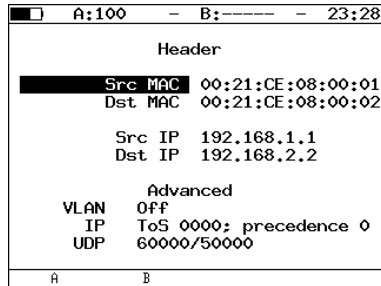 A:100 – B:----- – 23:28
Header
Src MAC 00:21:CE:08:00:01
Dst MAC 00:21:CE:08:00:02
Src IP 192.168.1.1
Dst IP 192.168.2.2
Advanced
VLAN Off
IP ToS 0000; precedence 0
UDP 60000/50000
A B